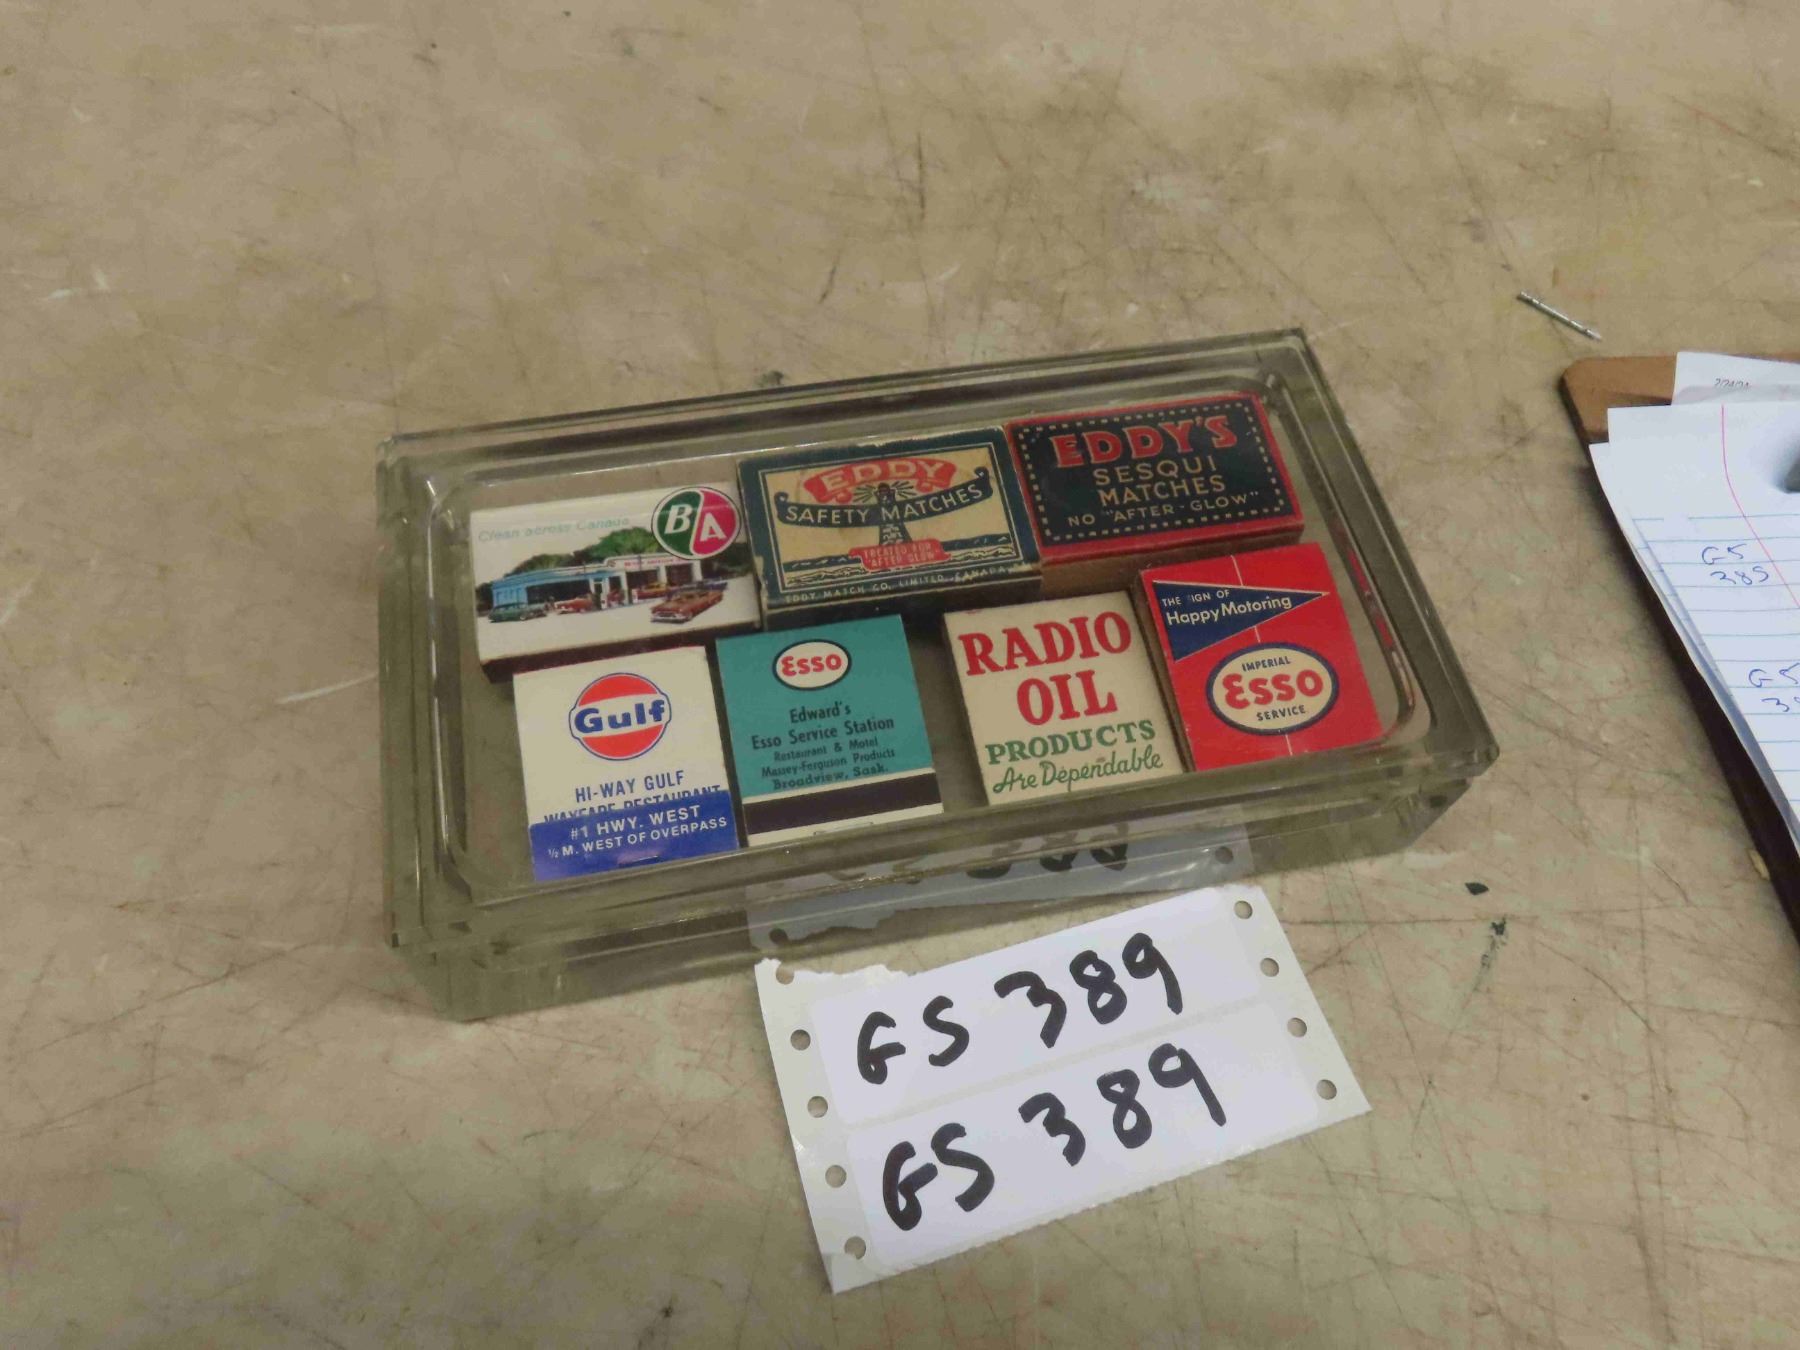 Clean across Canada
B/A
EDDY
SAFETY MATCHES
TREATED FOR
"AFTER GLOW"
EDDY MATCH CO. LIMITED, CANADA
EDDY'S
SESQUI
MATCHES
NO "AFTER-GLOW"
Gulf
HI-WAY GULF
WAYFARE RESTAURANT
#1 HWY. WEST
½ M. WEST OF OVERPASS
Esso
Edward's
Esso Service Station
Restaurant & Motel
Massey-Ferguson Products
Broadview, Sask.
RADIO
OIL
PRODUCTS
Are Dependable
THE SIGN OF
Happy Motoring
IMPERIAL
Esso
SERVICE
GS 389
GS 389
GS
385
GS